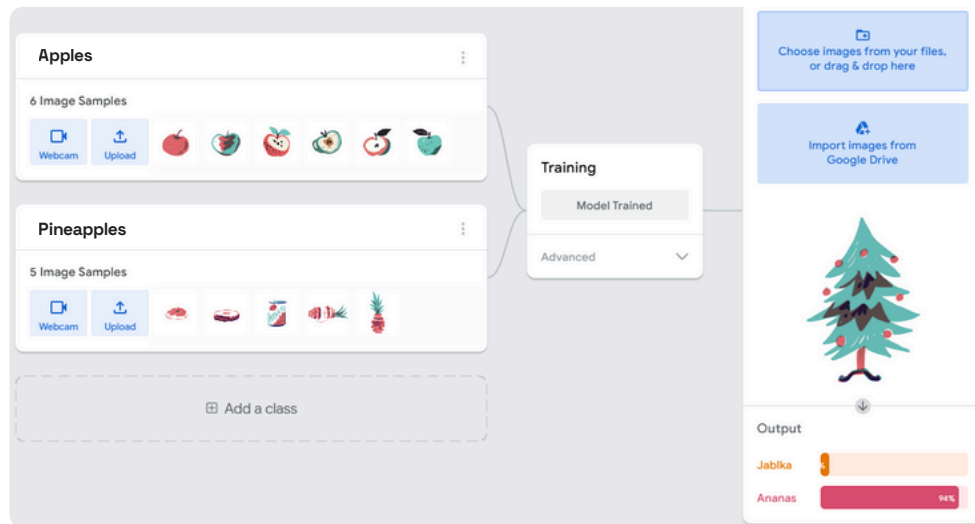 Apples
6 Image Samples
Webcam
Upload
Pineapples
5 Image Samples
Webcam
Upload
Add a class
Training
Model Trained
Advanced
Choose images from your files,
or drag & drop here
Import images from
Google Drive
Output
Jablka
Ananas
94%